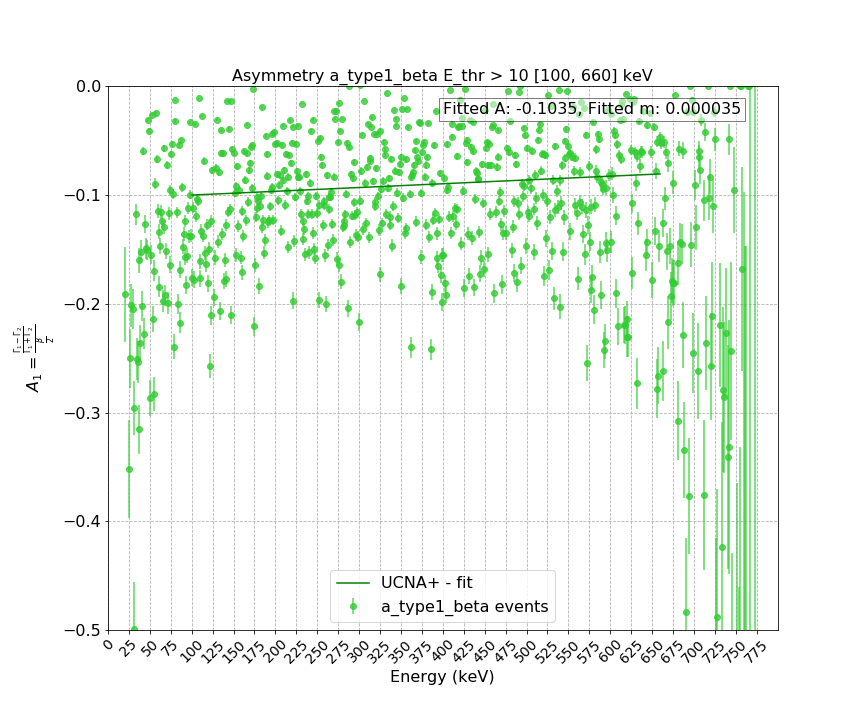 Asymmetry a_type1_beta E_thr > 10 [100, 660] keV
Fitted A: -0.1035, Fitted m: 0.000035
0.0
−0.1
−0.2
−0.3
−0.4
−0.5
UCNA+ - fit
a_type1_beta events
0 25 50 75 100 125 150 175 200 225 250 275 300 325 350 375 400 425 450 475 500 525 550 575 600 625 650 675 700 725 750 775
Energy (keV)